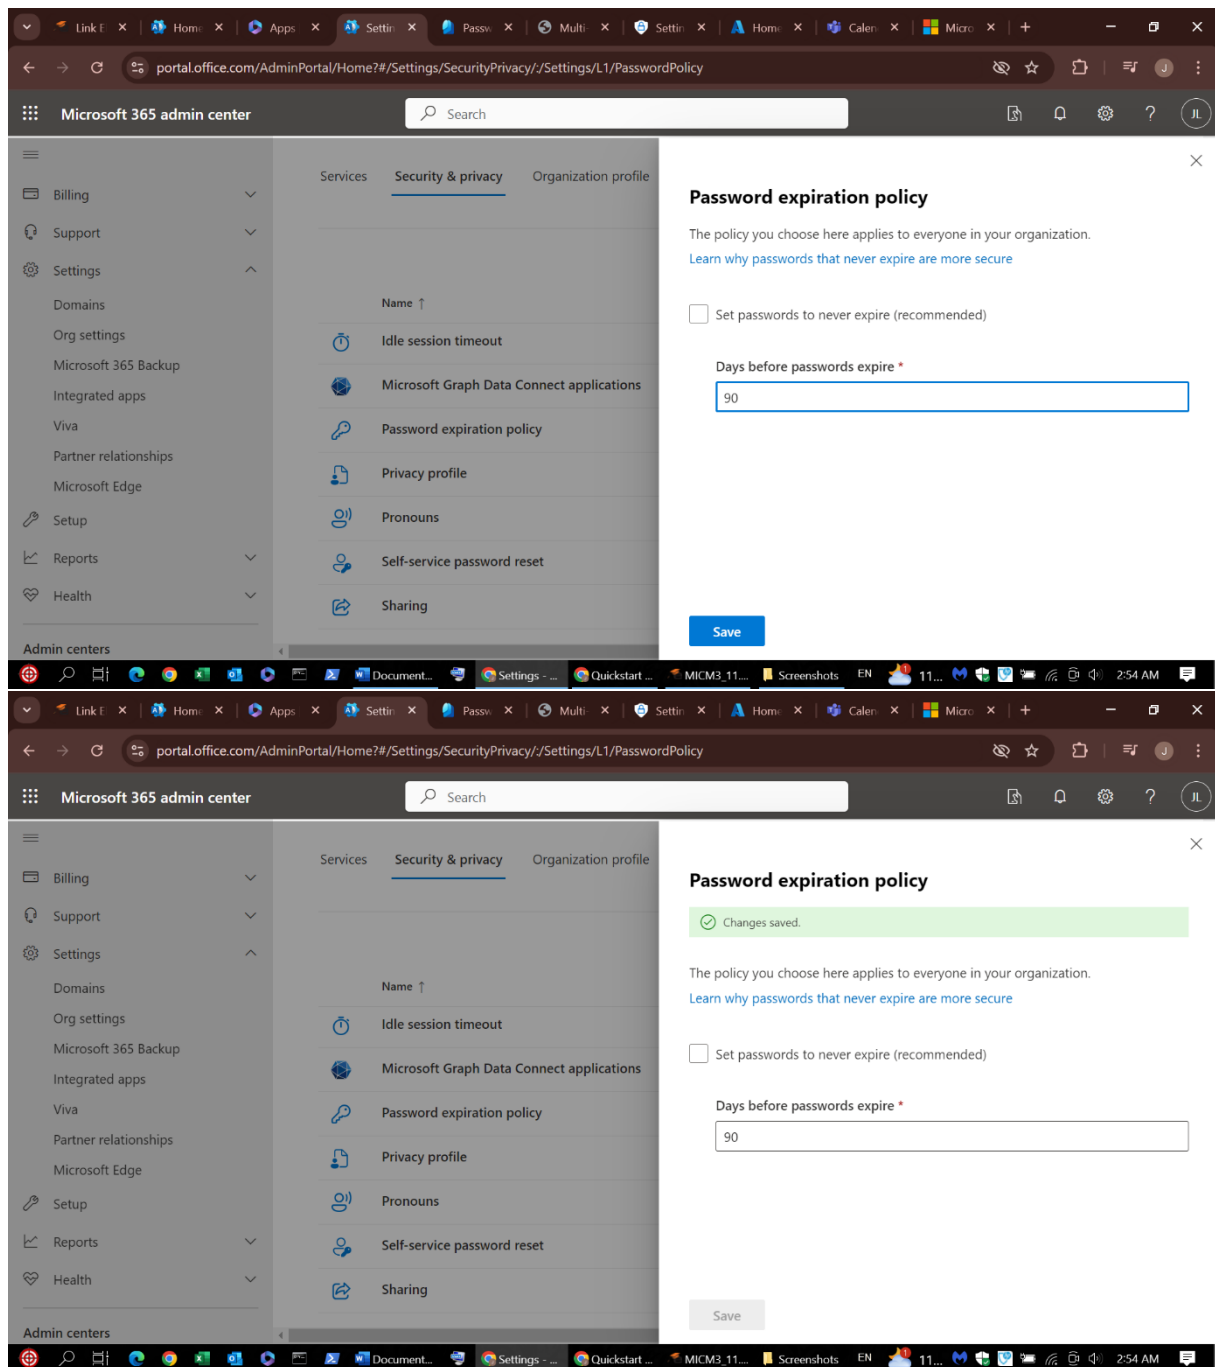 Link E
Home
Apps
Settin
Passw
Multi-
Settin
Home
Calen
Micro
portal.office.com/AdminPortal/Home?#/Settings/SecurityPrivacy/:/Settings/L1/PasswordPolicy
J
Microsoft 365 admin center
Search
?
JL
Billing
Support
Settings
Domains
Org settings
Microsoft 365 Backup
Integrated apps
Viva
Partner relationships
Microsoft Edge
Setup
Reports
Health
Admin centers
Services Security & privacy Organization profile
Name ↑
Idle session timeout
Microsoft Graph Data Connect applications
Password expiration policy
Privacy profile
Pronouns
Self-service password reset
Sharing
Password expiration policy
The policy you choose here applies to everyone in your organization.
Learn why passwords that never expire are more secure
Set passwords to never expire (recommended)
Days before passwords expire *
90
Save
Document... Settings - ... Quickstart ... MICM3_11.... Screenshots EN 11... 2:54 AM
Link E
Home
Apps
Settin
Passw
Multi-
Settin
Home
Calen
Micro
portal.office.com/AdminPortal/Home?#/Settings/SecurityPrivacy/:/Settings/L1/PasswordPolicy
J
Microsoft 365 admin center
Search
?
JL
Billing
Support
Settings
Domains
Org settings
Microsoft 365 Backup
Integrated apps
Viva
Partner relationships
Microsoft Edge
Setup
Reports
Health
Admin centers
Services Security & privacy Organization profile
Name ↑
Idle session timeout
Microsoft Graph Data Connect applications
Password expiration policy
Privacy profile
Pronouns
Self-service password reset
Sharing
Password expiration policy
Changes saved.
The policy you choose here applies to everyone in your organization.
Learn why passwords that never expire are more secure
Set passwords to never expire (recommended)
Days before passwords expire *
90
Save
Document... Settings - ... Quickstart ... MICM3_11.... Screenshots EN 11... 2:54 AM